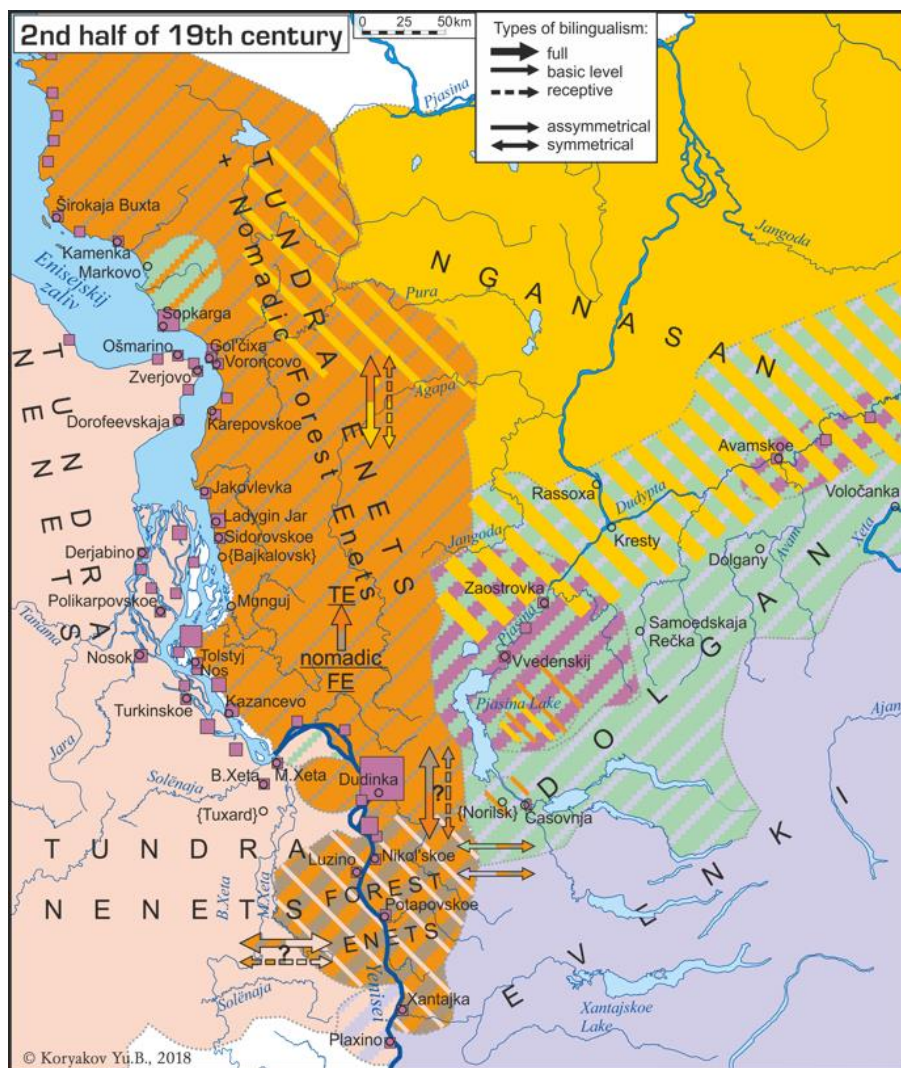 2nd half of 19th century
0 25 50km
Types of bilingualism:
full
basic level
receptive
assymmetrical
symmetrical
Pjasina
Jangoda
TUNDRA ENETS
+ Nomadic Forest Enets
NGANASAN
Širokaja Buxta
Kamenka
Markovo
Enisejskij
zaliv
Pura
Sopkarga
Ošmarino
Gol'čixa
Voroncovo
Zverjovo
Agapa
Dorofeevskaja
Karepovskoe
TUNDRA
NENETS
Avamskoe
Rassoxa
Dudypta
Voločanka
Jakovlevka
Ladygin Jar
Sidorovskoe
{Bajkalovsk}
Jangoda
Kresty
Avam
Xeta
Dolgany
Derjabino
Polikarpovskoe
Munguj
TE
Zaostrovka
Pjasina
Samoedskaja
Rečka
DOLGAN
Tanama
Nosok
Tolstyj
Nos
nomadic
FE
Vvedenskij
Pjasina Lake
Turkinskoe
Kazancevo
Jara
Ajan
Solënaja
B.Xeta
M.Xeta
Dudinka
?
{Norilsk}
Časovnja
{Tuxard}
TUNDRA
NENETS
Luzino
Nikol'skoe
B.Xeta
M.Xeta
FOREST
ENETS
Potapovskoe
EVENKI
?
Solënaja
Yenisei
Xantajka
Xantajskoe
Lake
Plaxino
© Koryakov Yu.B., 2018